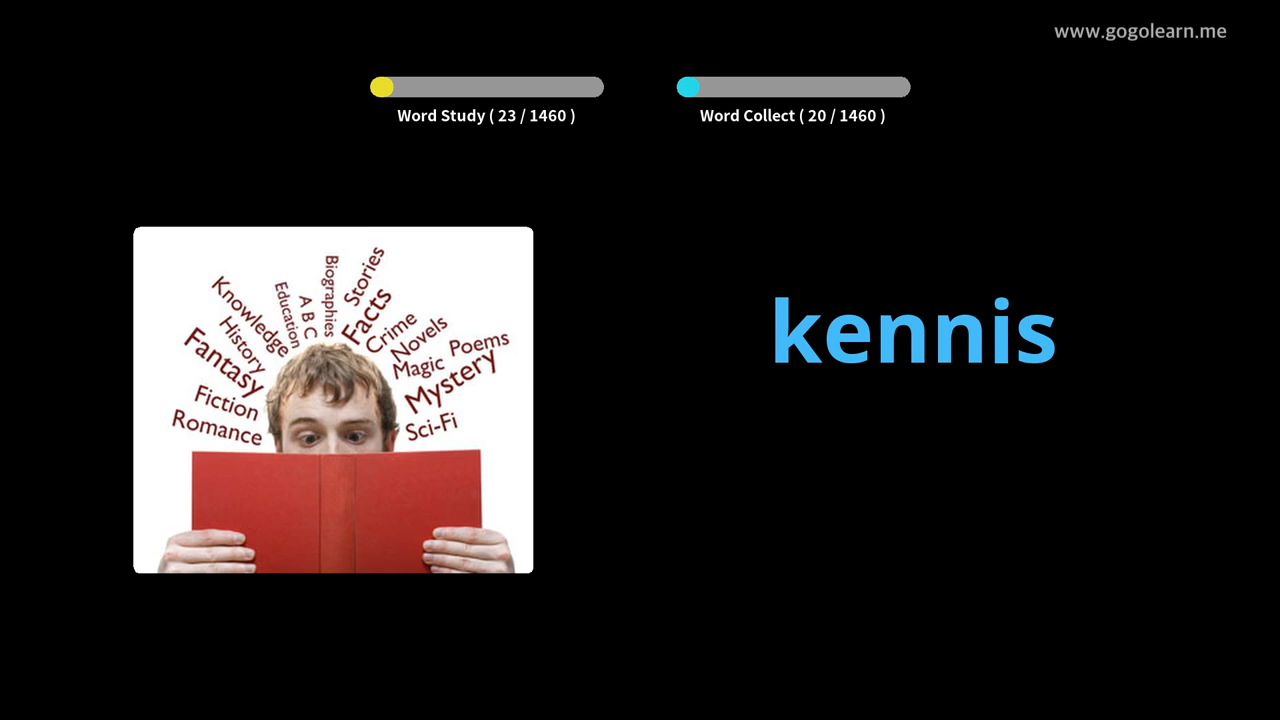 www.gogolearn.me
Word Study ( 23 / 1460 )
Word Collect ( 20 / 1460 )
Biographies
Stories
Education
A B C
Facts
Knowledge
Crime
History
Novels
Poems
Fantasy
Magic
Mystery
Fiction
Romance
Sci-Fi
kennis